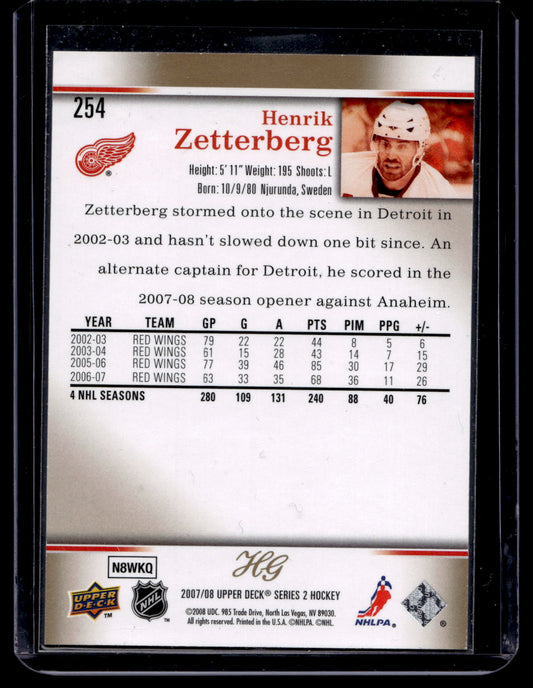 254
Henrik
Zetterberg
Height: 5' 11" Weight: 195 Shoots: L
Born: 10/9/80 Njurunda, Sweden
Zetterberg stormed onto the scene in Detroit in
2002-03 and hasn't slowed down one bit since. An
alternate captain for Detroit, he scored in the
2007-08 season opener against Anaheim.
YEAR TEAM GP G A PTS PIM PPG +/-
2002-03 RED WINGS 79 22 22 44 8 5 6
2003-04 RED WINGS 61 15 28 43 14 7 15
2005-06 RED WINGS 77 39 46 85 30 17 29
2006-07 RED WINGS 63 33 35 68 36 11 26
4 NHL SEASONS 280 109 131 240 88 40 76
N8WKQ
HG
UPPER DECK
NHL
2007/08 UPPER DECK® SERIES 2 HOCKEY
©2008 UDC. 985 Trade Drive, North Las Vegas, NV 89030.
All rights reserved. Printed in the U.S.A. ©NHLPA. ©NHL.
NHLPA.